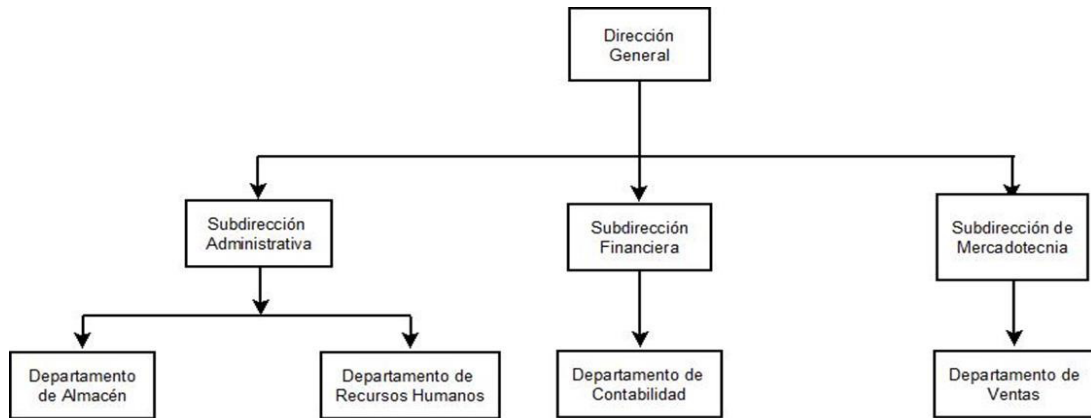 Dirección
General
Subdirección
Administrativa
Subdirección
Financiera
Subdirección de
Mercadotecnia
Departamento
de Almacén
Departamento de
Recursos Humanos
Departamento de
Contabilidad
Departamento de
Ventas